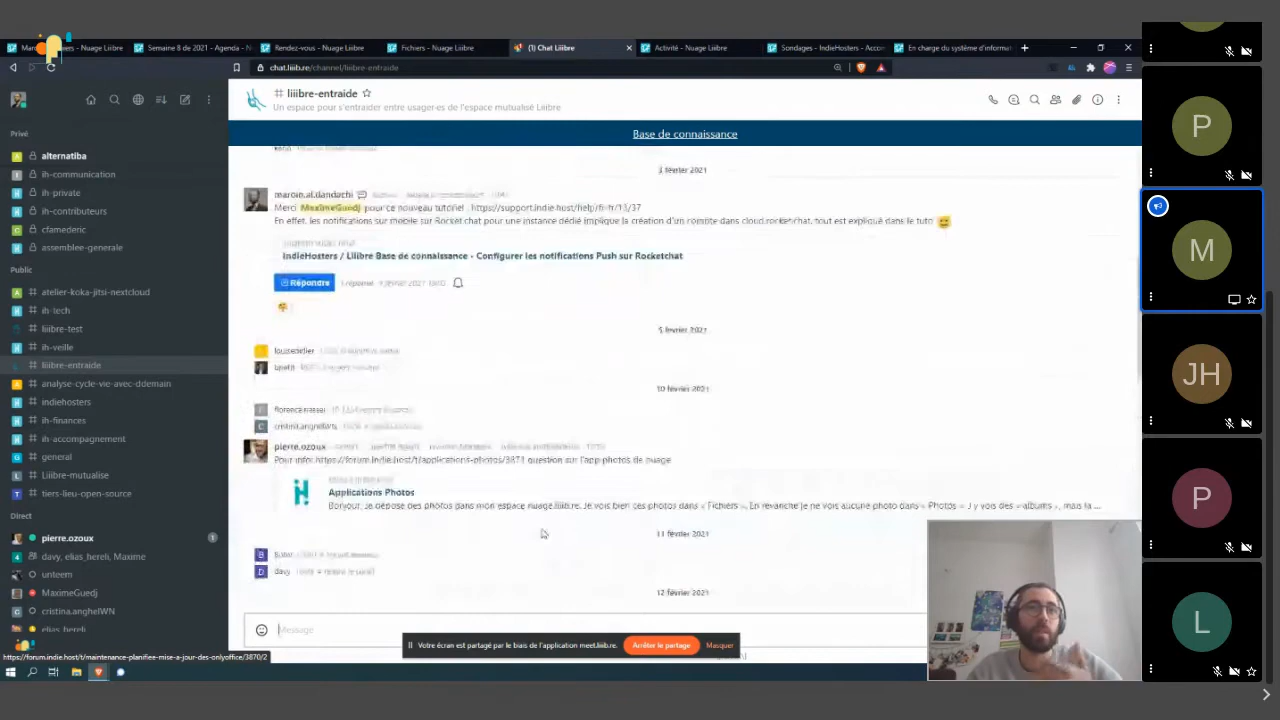 Semaine 8 de 2021 - Agenda - N
Rendez-vous - Nuage Liiibre
Fichiers - Nuage Liiibre
(1) Chat Liiibre
Activité - Nuage Liiibre
Sondages - IndieHosters - Accom
En charge du système d'informat
chat.liiib.re/channel/liiibre-entraide
liiibre-entraide
Un espace pour s'entraider entre usager·es de l'espace mutualisé Liiibre
Base de connaissance
Privé
alternatiba
ih-communication
ih-private
ih-contributeurs
cfamederic
assemblee-generale
Public
atelier-koka-jitsi-nextcloud
ih-tech
liiibre-test
ih-veille
liiibre-entraide
analyse-cycle-vie-avec-ddemain
indiehosters
ih-finances
ih-accompagnement
general
Liiibre-mutualise
tiers-lieu-open-source
Direct
pierre.ozoux 1
davy, elias_hereli, Maxime
unteem
MaximeGuedj
cristina.anghelWN
elias_hereli
Merci MaximeGuedj pour ce nouveau tutoriel : https://support.indie.host/help/fr-fr/13/37
En effet, les notifications sur mobile sur Rocket chat pour une instance dédié implique la création d'un compte dans cloud.rocketchat, tout est expliqué dans le tuto
IndieHosters / Liiibre Base de connaissance - Configurer les notifications Push sur Rocketchat
Répondre
5 février 2021
10 février 2021
pierre.ozoux
Pour info https://forum.indie.host/t/applications-photos/3871 question sur l'app photos de nuage
Applications Photos
Bonjour, Je dépose des photos dans mon espace nuage.liiibre. Je vois bien ces photos dans « Fichiers ». En revanche je ne vois aucune photo dans « Photos » J y vois des «albums», mais la ...
11 février 2021
davy
12 février 2021
Message
Votre écran est partagé par le biais de l'application meet.liiib.re.
Arrêter le partage
Masquer
https://forum.indie.host/t/maintenance-planifiee-mise-a-jour-des-onlyoffice/3870/2
P
M
JH
P
L